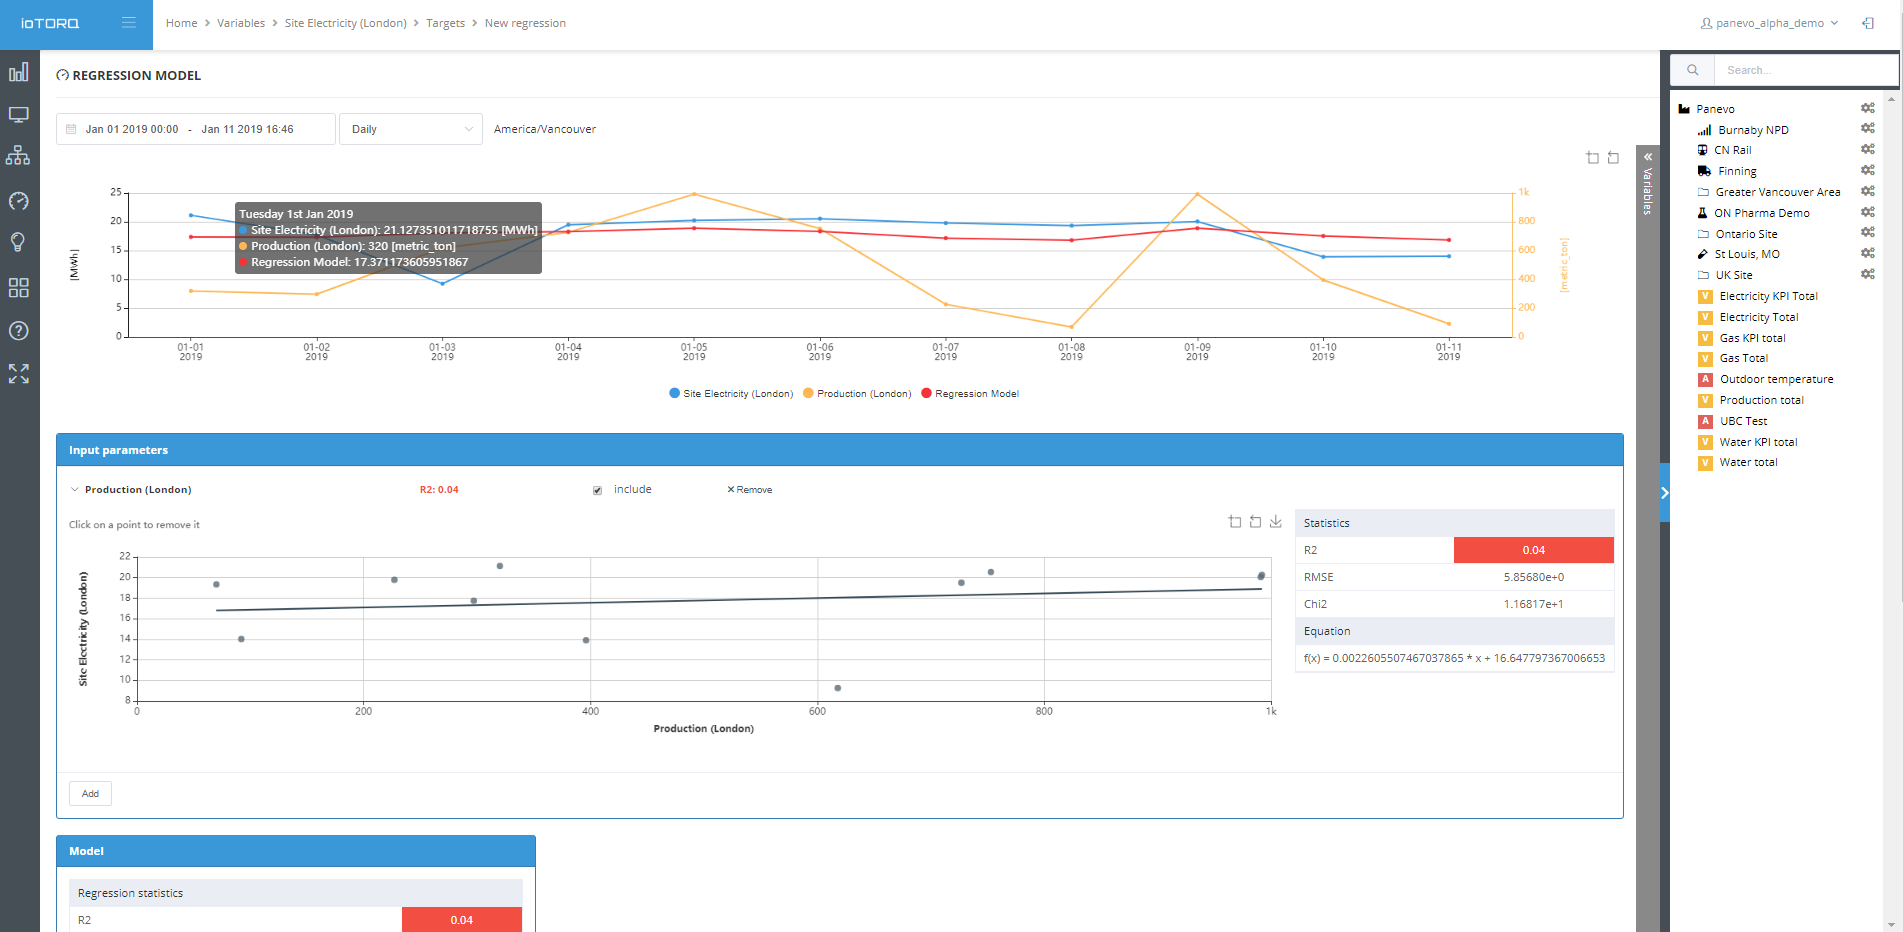 ioTORQ
Home > Variables > Site Electricity (London) > Targets > New regression
panevo_alpha_demo
REGRESSION MODEL
Jan 01 2019 00:00 - Jan 11 2019 16:46
Daily
America/Vancouver
25
20
15
10
5
0
[MWh]
1k
800
600
400
200
0
[metric_ton]
Tuesday 1st Jan 2019
Site Electricity (London): 21.127351011718755 [MWh]
Production (London): 320 [metric_ton]
Regression Model: 17.371173605951867
01-01 01-02 01-03 01-04 01-05 01-06 01-07 01-08 01-09 01-10 01-11
2019 2019 2019 2019 2019 2019 2019 2019 2019 2019 2019
Site Electricity (London) Production (London) Regression Model
Variables
Input parameters
Production (London) R2: 0.04 include Remove
Click on a point to remove it
22
20
18
16
14
12
10
8
Site Electricity (London)
0 200 400 600 800 1k
Production (London)
Statistics
R2 0.04
RMSE 5.85680e+0
Chi2 1.16817e+1
Equation
f(x) = 0.0022605507467037865 * x + 16.647797367006653
Add
Model
Regression statistics
R2 0.04
Search...
Panevo
Burnaby NPD
CN Rail
Finning
Greater Vancouver Area
ON Pharma Demo
Ontario Site
St Louis, MO
UK Site
V Electricity KPI Total
V Electricity Total
V Gas KPI total
V Gas Total
A Outdoor temperature
V Production total
A UBC Test
V Water KPI total
V Water total